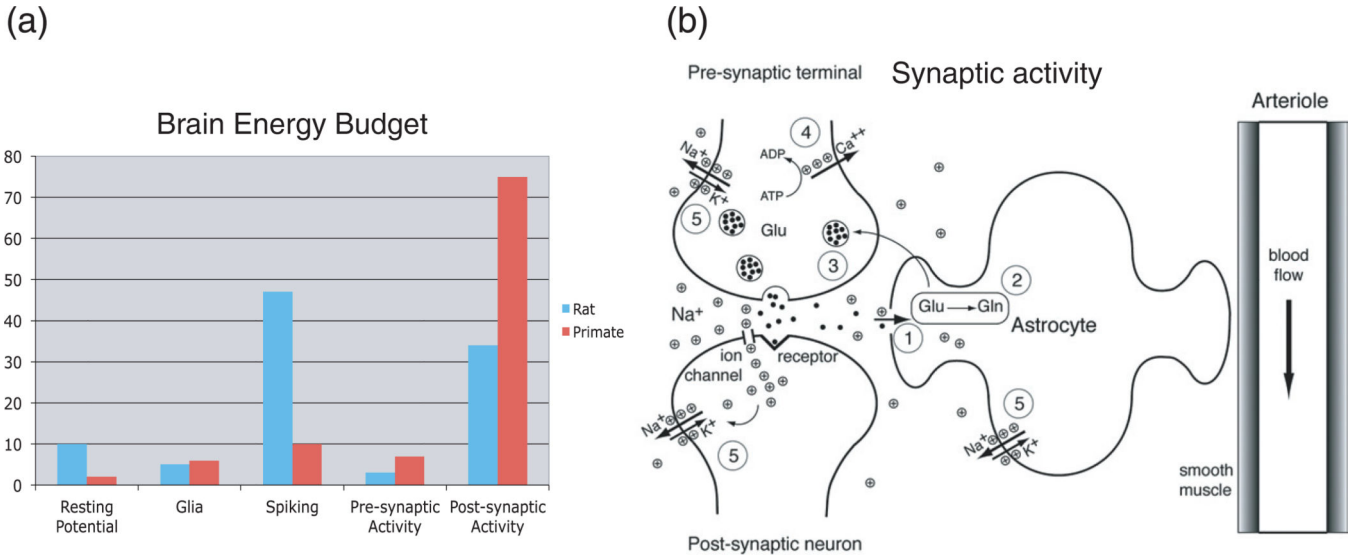 (a)
Brain Energy Budget
80
70
60
50
40
30
20
10
0
Resting
Potential
Glia
Spiking
Pre-synaptic
Activity
Post-synaptic
Activity
Rat
Primate
(b)
Pre-synaptic terminal
Synaptic activity
Arteriole
4
Na+
K+
ADP
ATP
Ca++
5
Glu
3
2
Glu
Gln
Astrocyte
Na+
1
ion
channel
receptor
blood
flow
Na+
K+
5
5
Na+
K+
smooth
muscle
Post-synaptic neuron